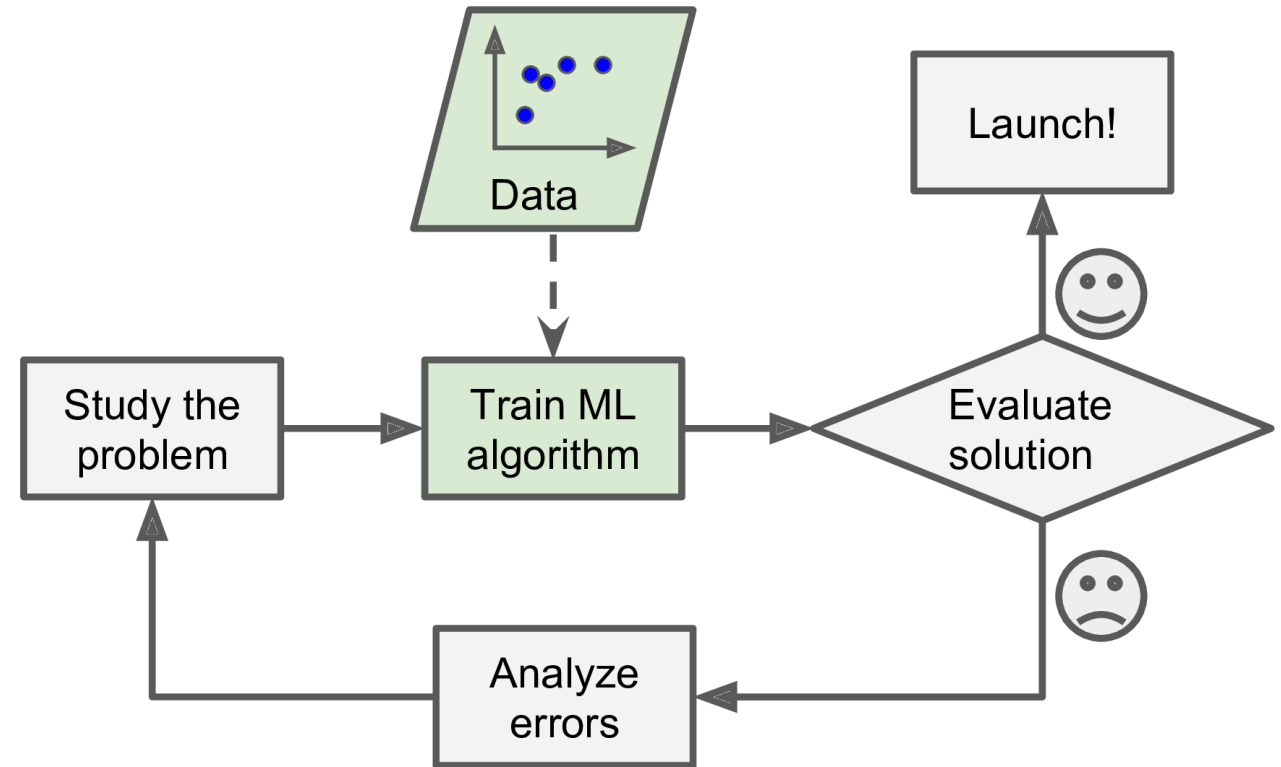 Data
Launch!
Study the
problem
Train ML
algorithm
Evaluate
solution
Analyze
errors